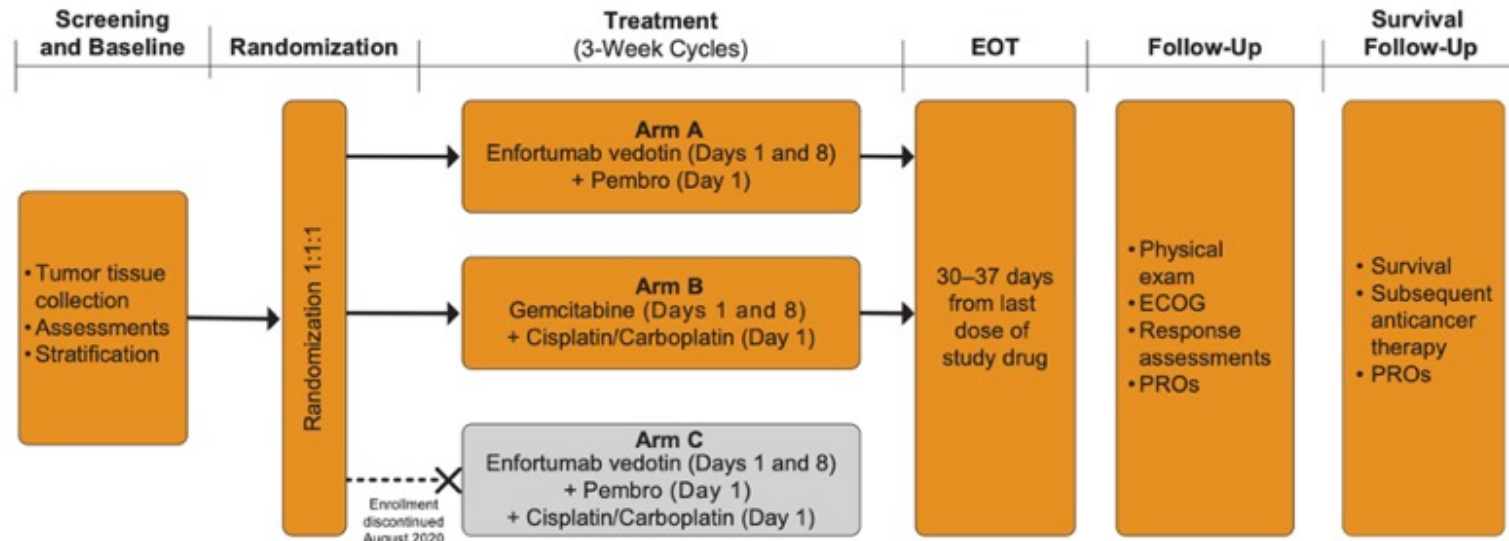 Screening
and Baseline
Randomization
Treatment
(3-Week Cycles)
EOT
Follow-Up
Survival
Follow-Up
• Tumor tissue
collection
• Assessments
• Stratification
Randomization 1:1:1
Arm A
Enfortumab vedotin (Days 1 and 8)
+ Pembro (Day 1)
Arm B
Gemcitabine (Days 1 and 8)
+ Cisplatin/Carboplatin (Day 1)
Enrollment
discontinued
August 2020
Arm C
Enfortumab vedotin (Days 1 and 8)
+ Pembro (Day 1)
+ Cisplatin/Carboplatin (Day 1)
30–37 days
from last
dose of
study drug
• Physical
exam
• ECOG
• Response
assessments
• PROs
• Survival
• Subsequent
anticancer
therapy
• PROs